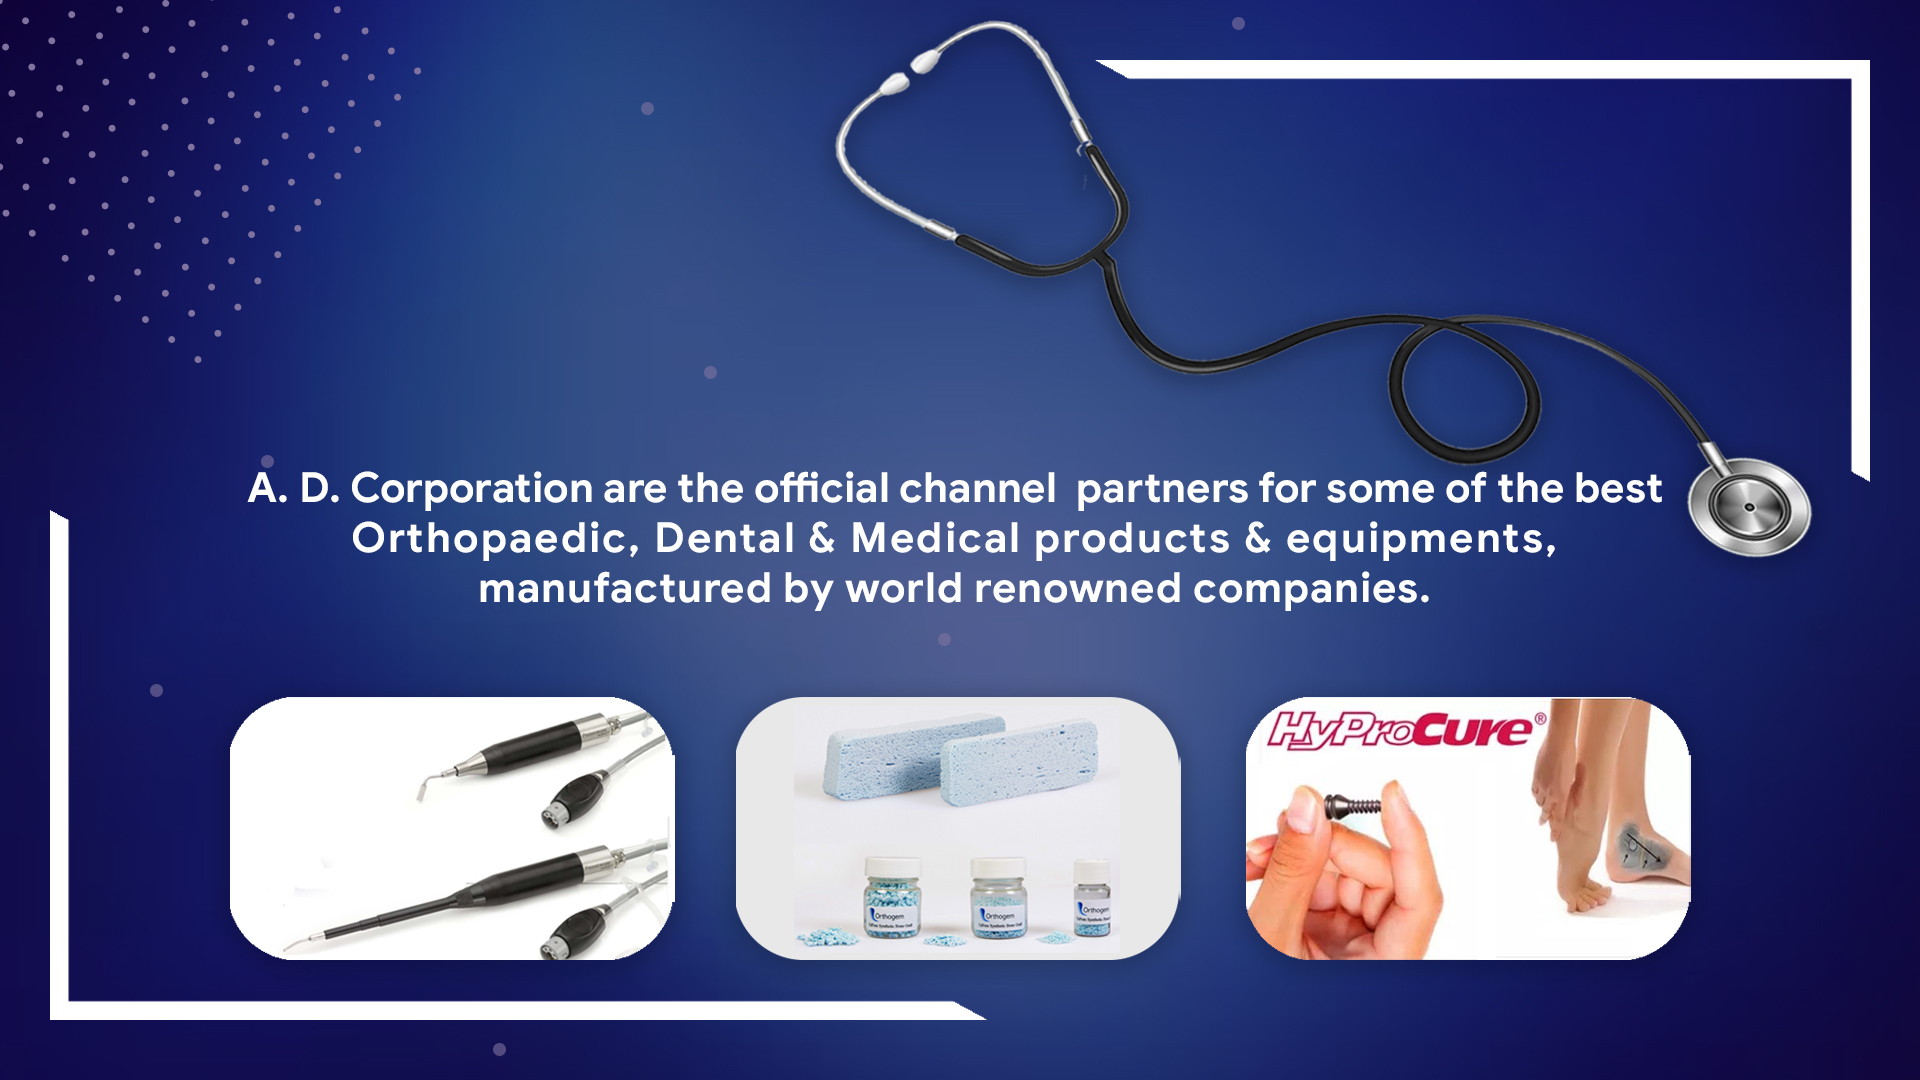 A. D. Corporation are the official channel partners for some of the best
Orthopaedic, Dental & Medical products & equipments,
manufactured by world renowned companies.
HyProCure®
Orthogem
Orthogem
Orthogem